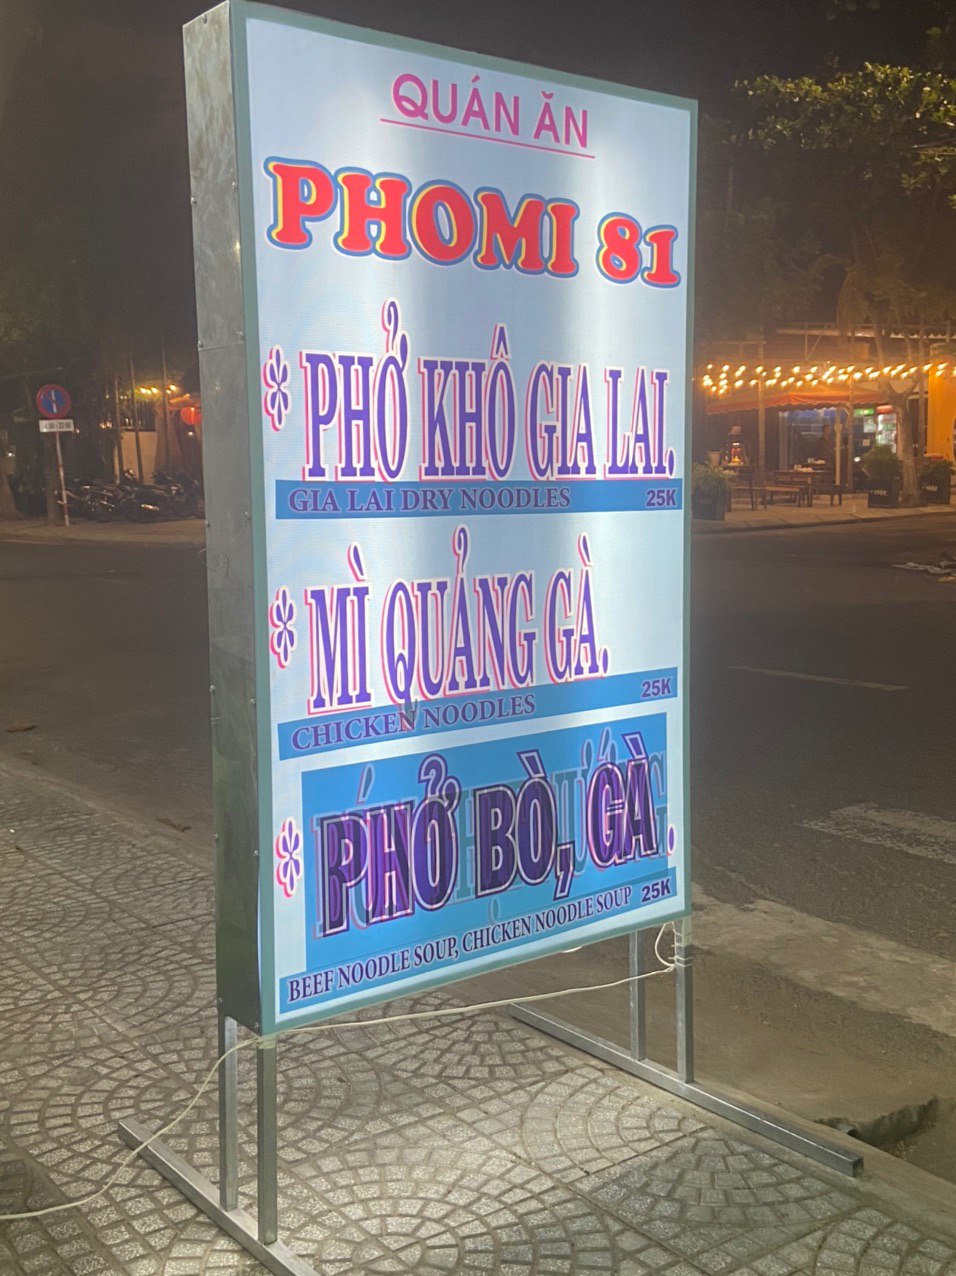 QUÁN ĂN
PHOMI 81
* PHỞ KHÔ GIA LAI.
GIA LAI DRY NOODLES 25K
* MÌ QUẢNG GÀ.
CHICKEN NOODLES 25K
* PHỞ BÒ, GÀ.
BEEF NOODLE SOUP, CHICKEN NOODLE SOUP 25K